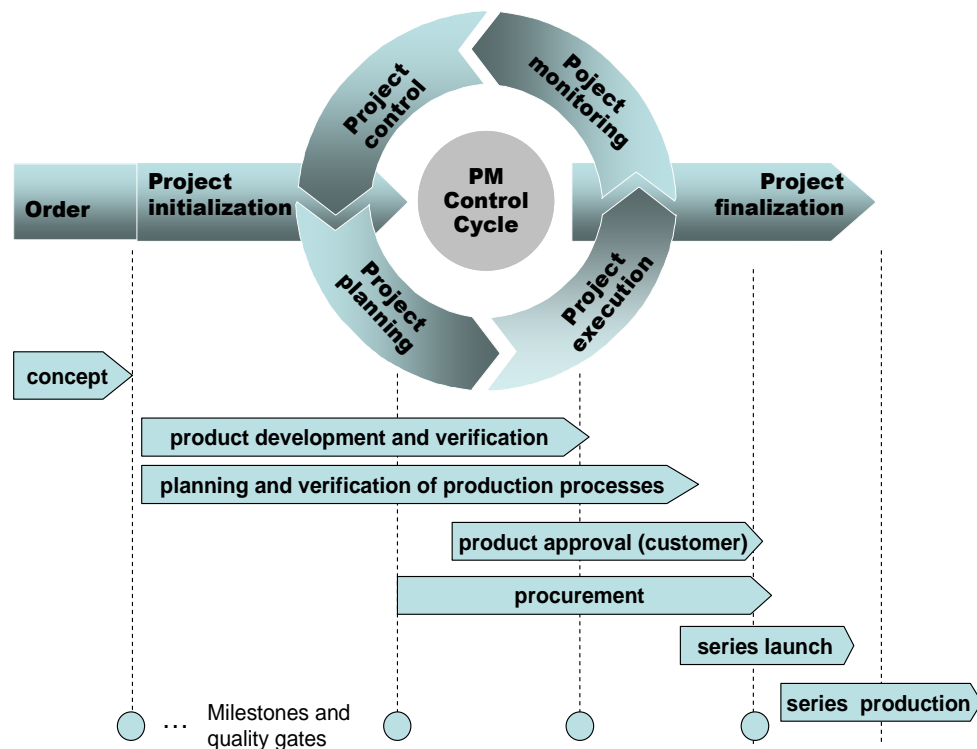 Project
control
Poject
monitoring
Order
Project
initialization
PM
Control
Cycle
Project
finalization
Project
planning
Project
execution
concept
product development and verification
planning and verification of production processes
product approval (customer)
procurement
series launch
series production
... Milestones and
quality gates